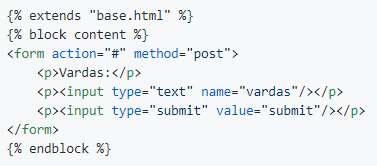 {% extends "base.html" %}
{% block content %}
<form action="#" method="post">
    <p>Vardas:</p>
    <p><input type="text" name="vardas"/></p>
    <p><input type="submit" value="submit"/></p>
</form>
{% endblock %}